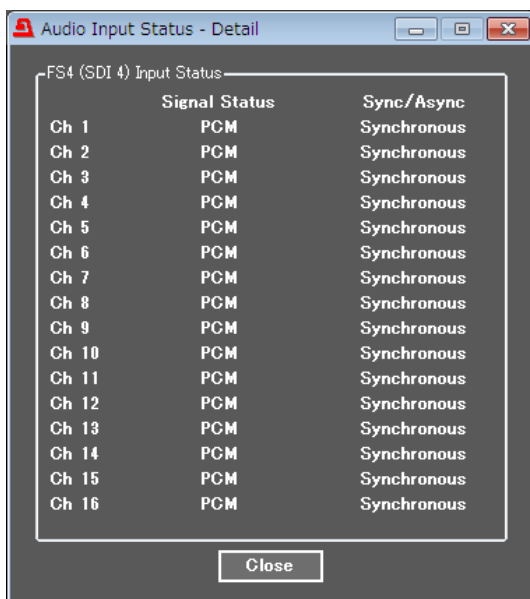 Audio Input Status - Detail
FS4 (SDI 4) Input Status
Signal Status Sync/Async
Ch 1 PCM Synchronous
Ch 2 PCM Synchronous
Ch 3 PCM Synchronous
Ch 4 PCM Synchronous
Ch 5 PCM Synchronous
Ch 6 PCM Synchronous
Ch 7 PCM Synchronous
Ch 8 PCM Synchronous
Ch 9 PCM Synchronous
Ch 10 PCM Synchronous
Ch 11 PCM Synchronous
Ch 12 PCM Synchronous
Ch 13 PCM Synchronous
Ch 14 PCM Synchronous
Ch 15 PCM Synchronous
Ch 16 PCM Synchronous
Close